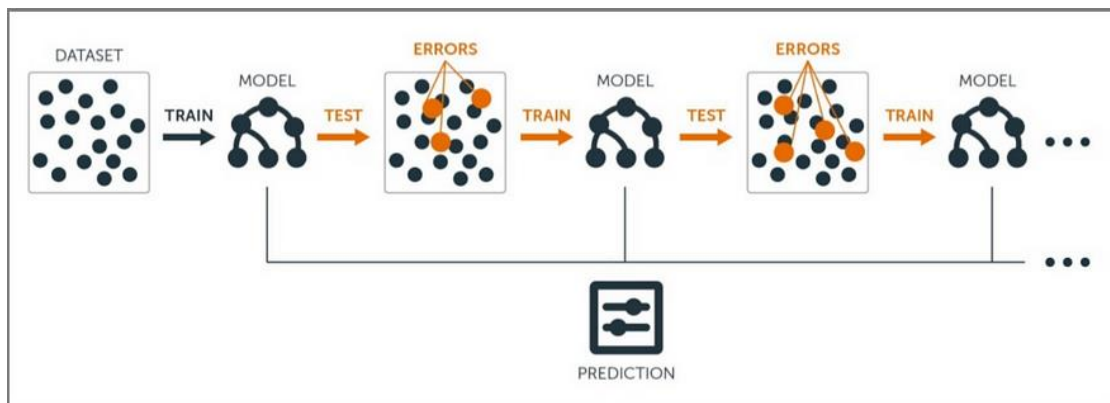 DATASET
TRAIN
MODEL
TEST
ERRORS
TRAIN
MODEL
TEST
ERRORS
TRAIN
MODEL
PREDICTION